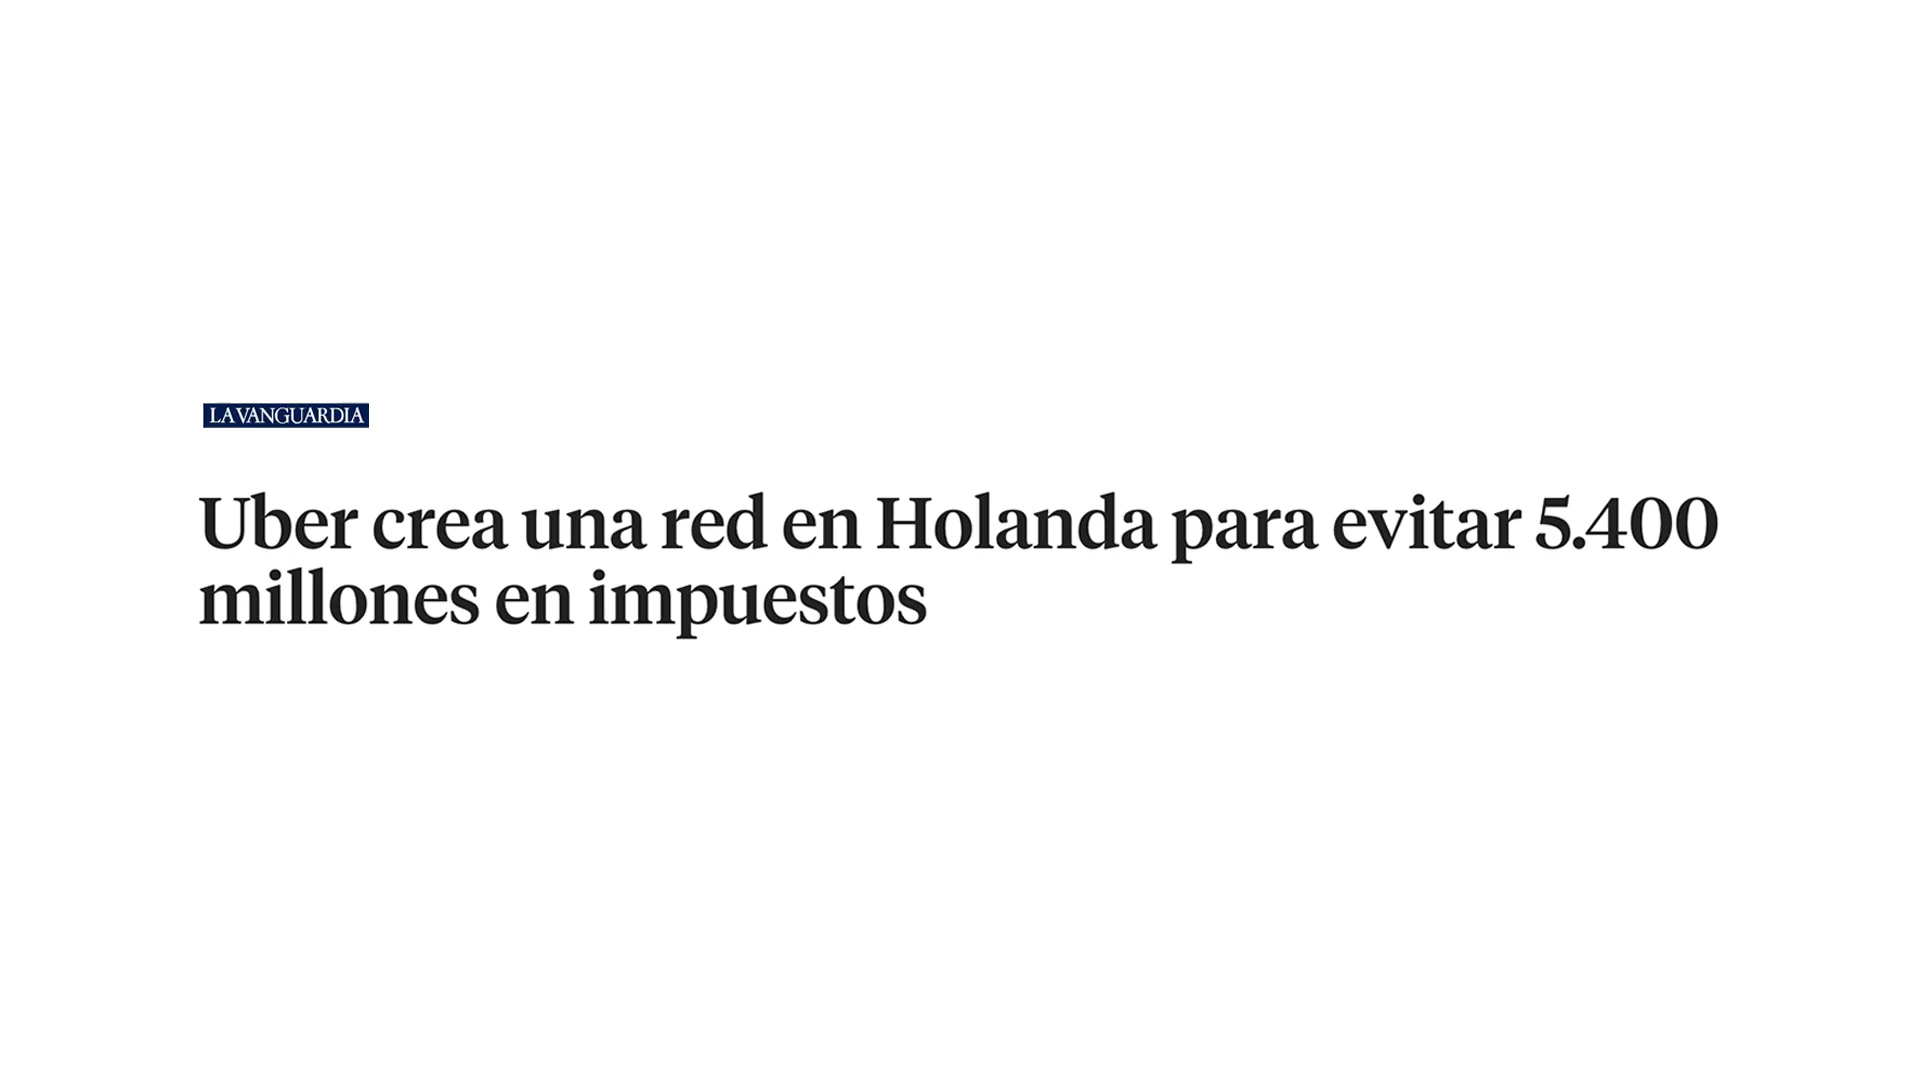 LA VANGUARDIA
Uber crea una red en Holanda para evitar 5.400
millones en impuestos